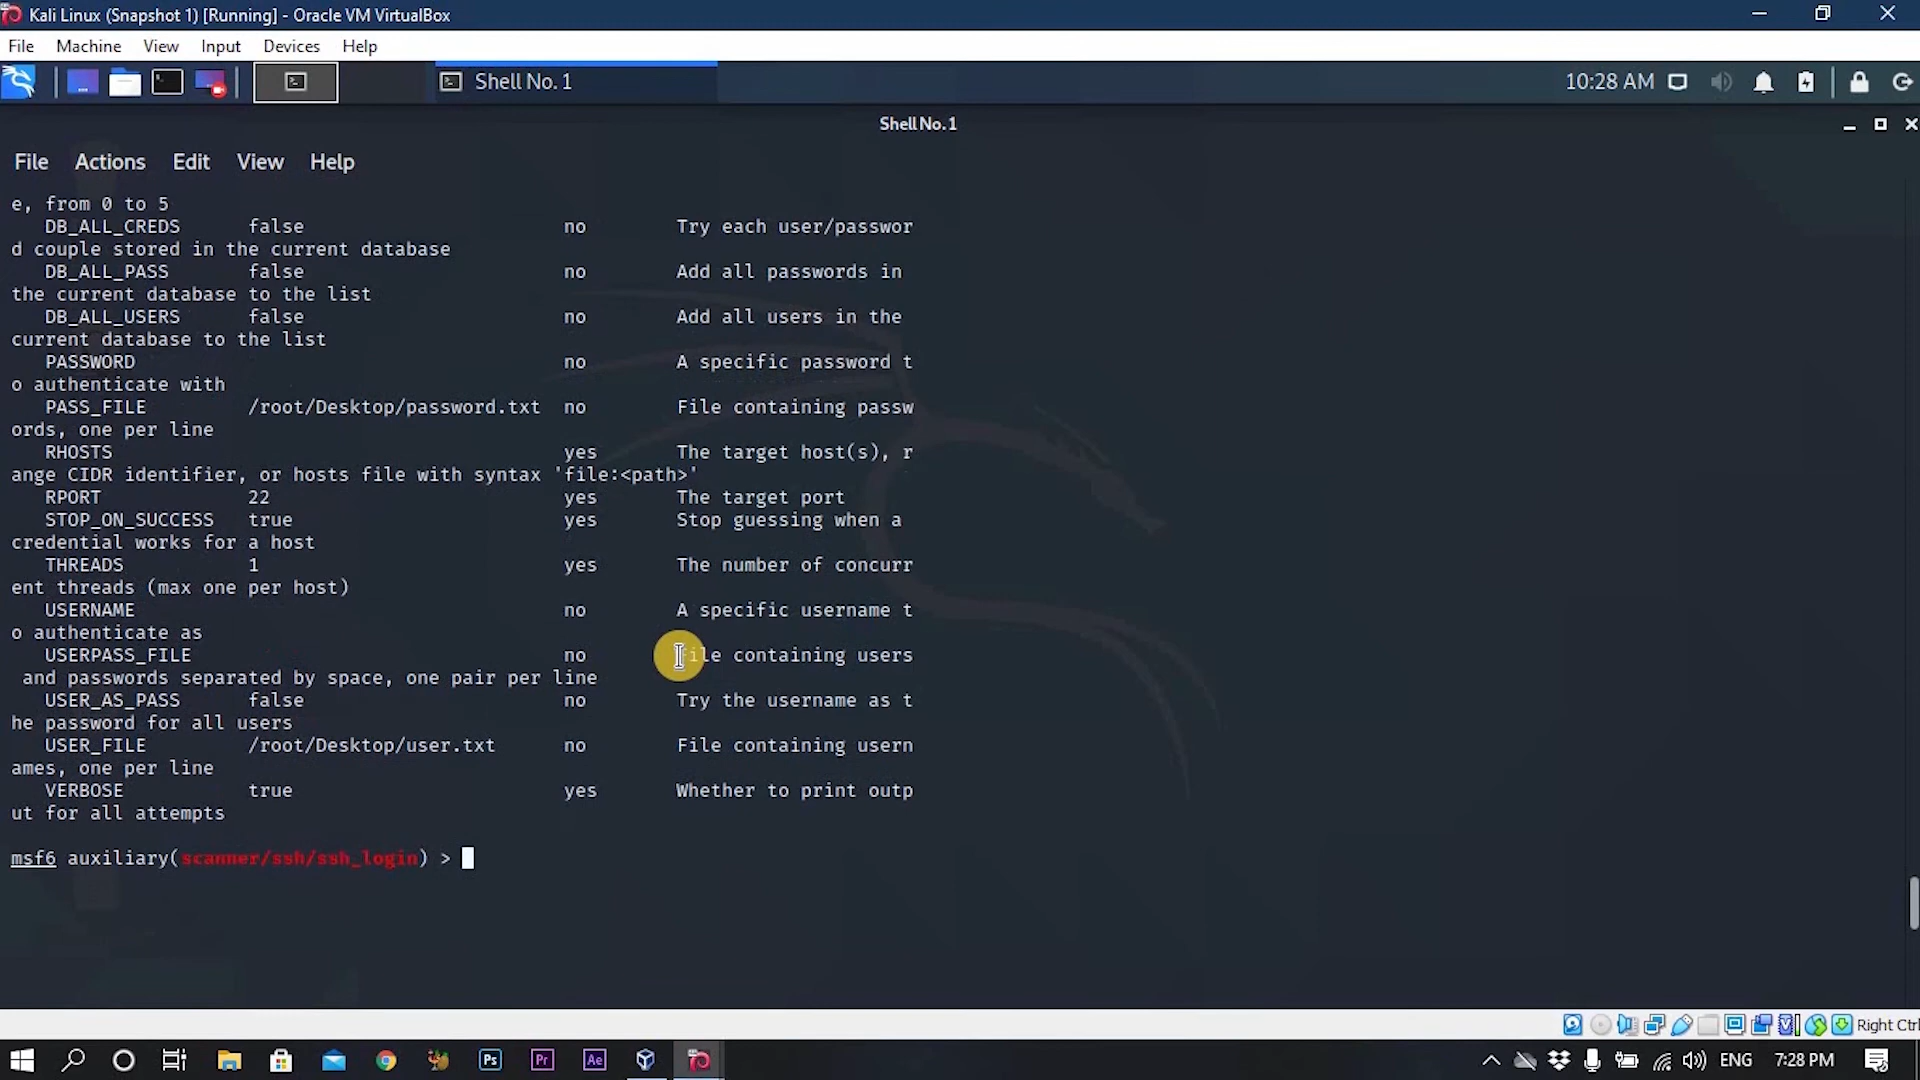 Kali Linux (Snapshot 1) [Running] - Oracle VM VirtualBox
File Machine View Input Devices Help
Shell No. 1
10:28 AM
Shell No. 1
File Actions Edit View Help
e, from 0 to 5
DB_ALL_CREDS false no Try each user/passwor
d couple stored in the current database
DB_ALL_PASS false no Add all passwords in
the current database to the list
DB_ALL_USERS false no Add all users in the
current database to the list
PASSWORD no A specific password t
o authenticate with
PASS_FILE /root/Desktop/password.txt no File containing passw
ords, one per line
RHOSTS yes The target host(s), r
ange CIDR identifier, or hosts file with syntax 'file:<path>'
RPORT 22 yes The target port
STOP_ON_SUCCESS true yes Stop guessing when a
credential works for a host
THREADS 1 yes The number of concurr
ent threads (max one per host)
USERNAME no A specific username t
o authenticate as
USERPASS_FILE no File containing users
and passwords separated by space, one pair per line
USER_AS_PASS false no Try the username as t
he password for all users
USER_FILE /root/Desktop/user.txt no File containing usern
ames, one per line
VERBOSE true yes Whether to print outp
ut for all attempts
msf6 auxiliary(scanner/ssh/ssh_login) >
Right Ctrl
Ps Pr Ae ENG 7:28 PM